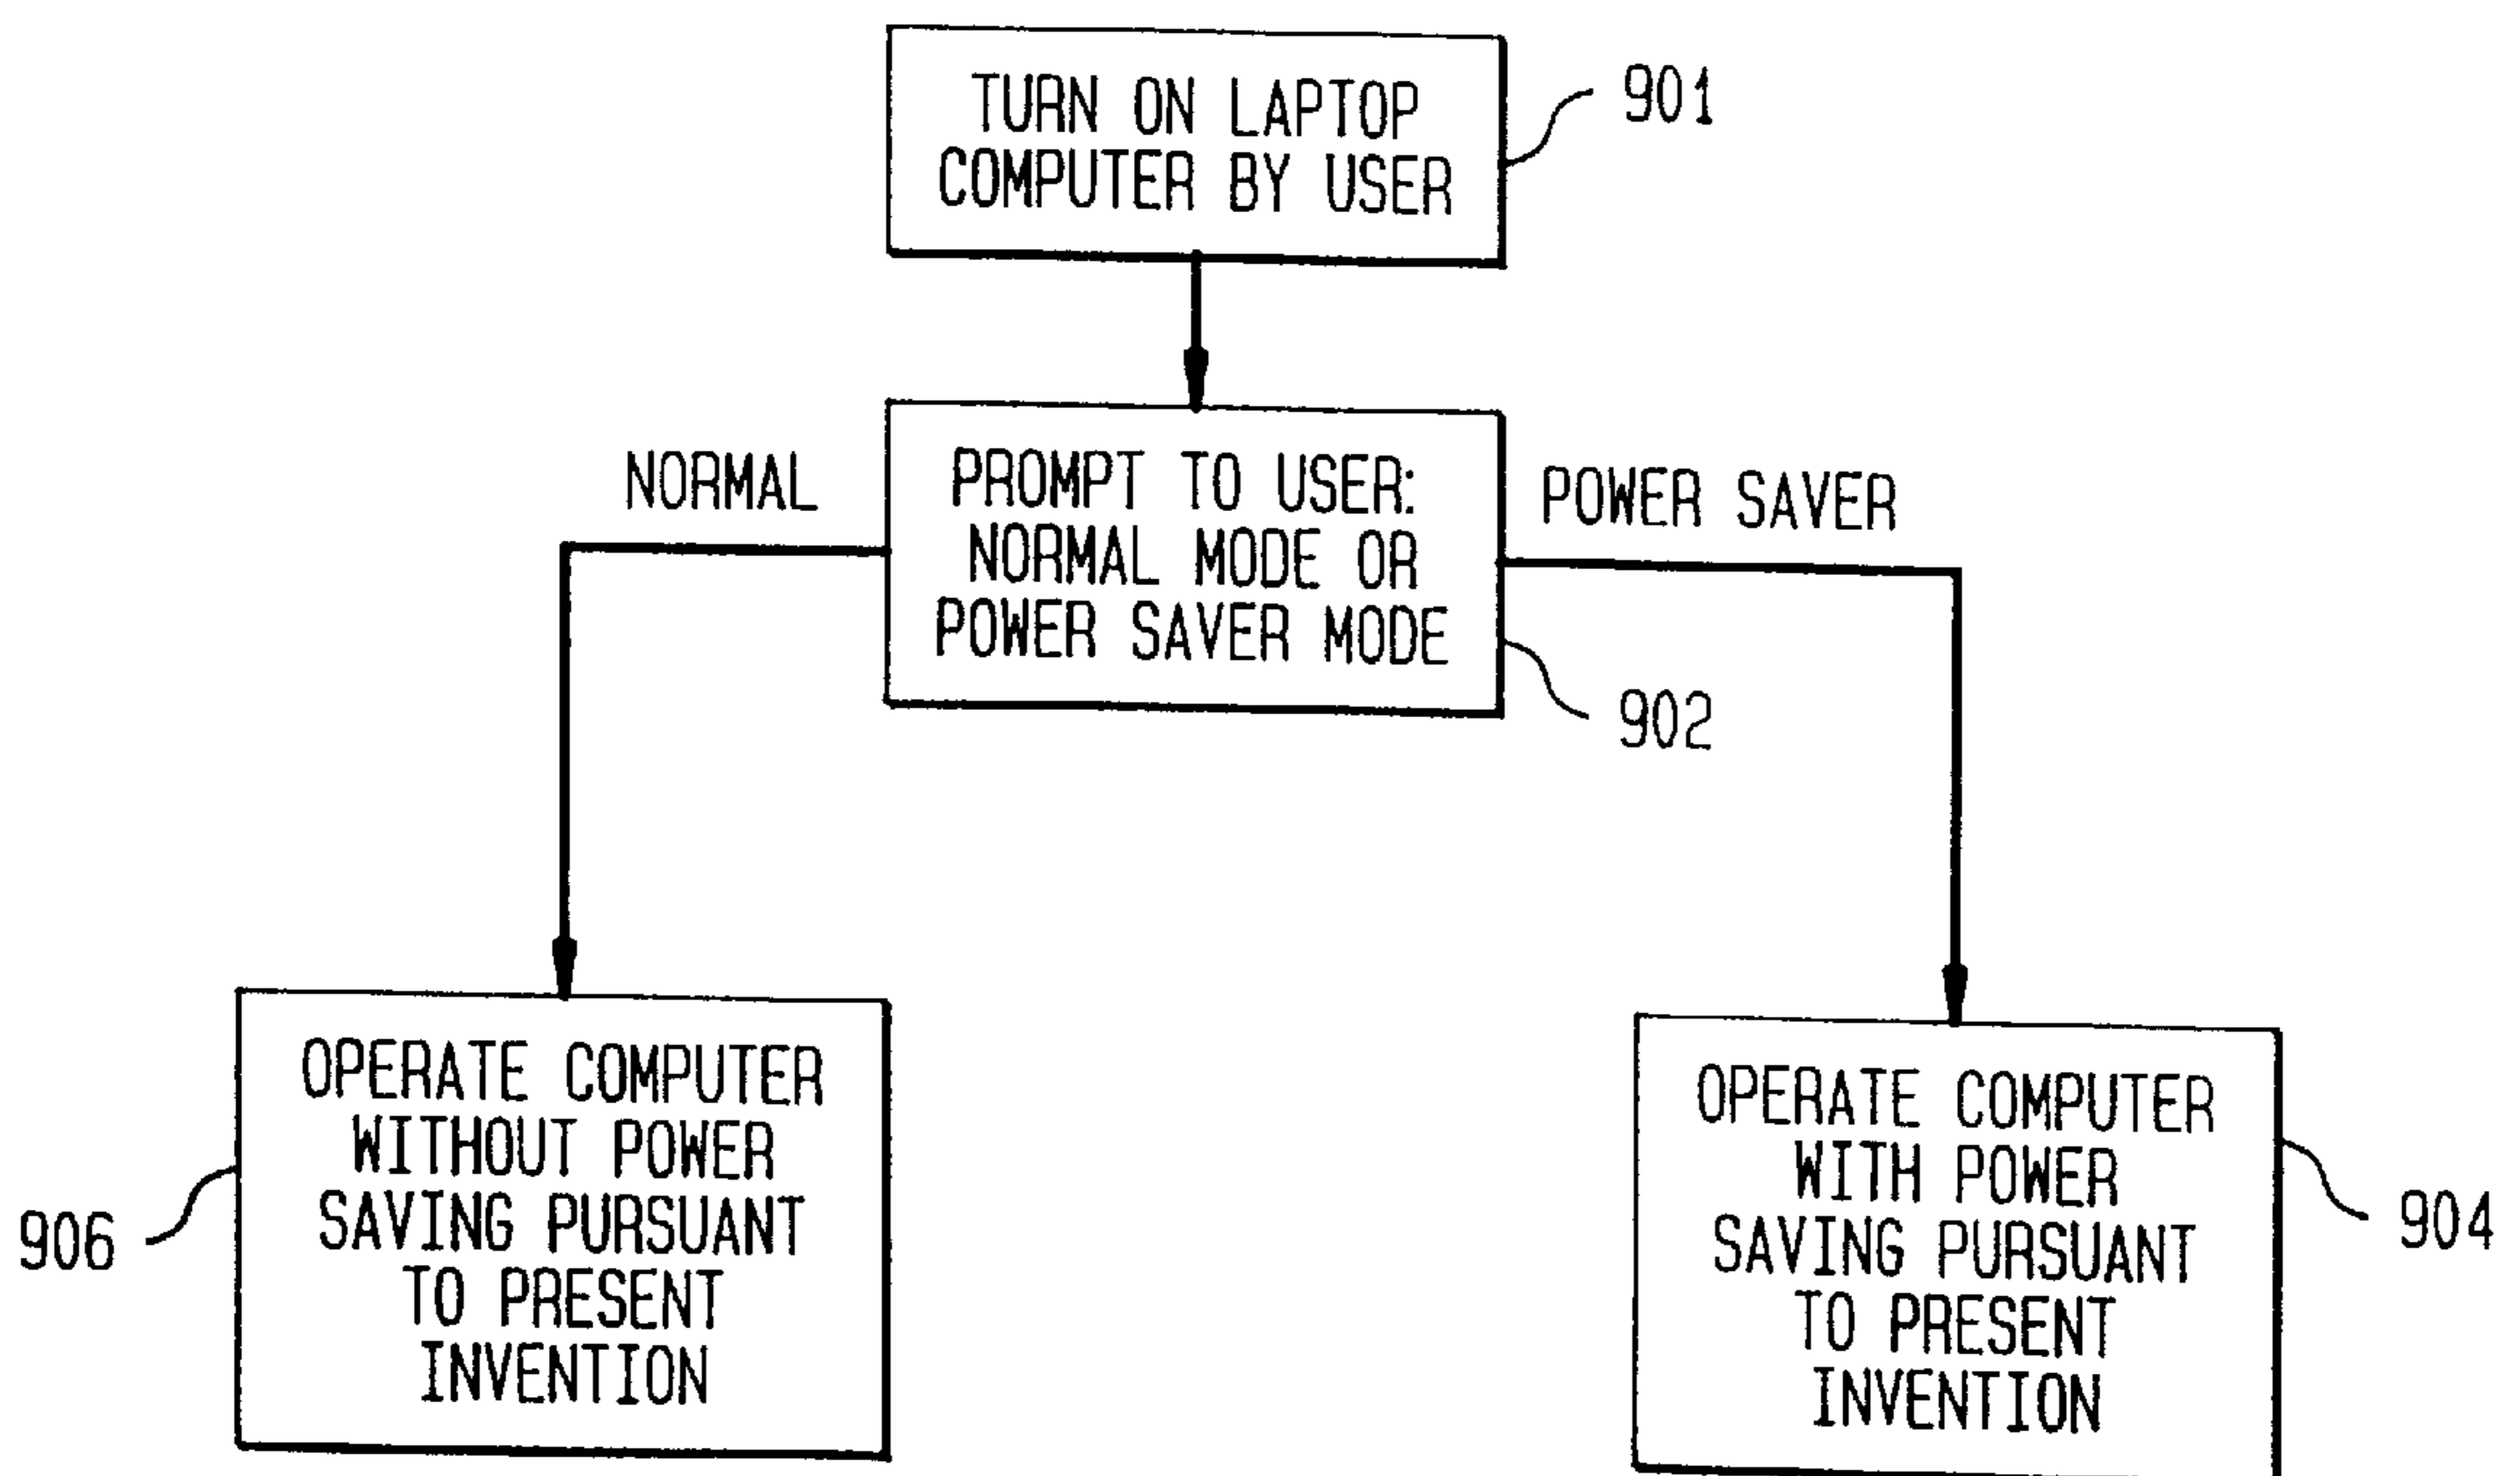 TURN ON LAPTOP
COMPUTER BY USER
901
NORMAL
PROMPT TO USER:
NORMAL MODE OR
POWER SAVER MODE
POWER SAVER
902
OPERATE COMPUTER
WITHOUT POWER
SAVING PURSUANT
TO PRESENT
INVENTION
906
OPERATE COMPUTER
WITH POWER
SAVING PURSUANT
TO PRESENT
INVENTION
904